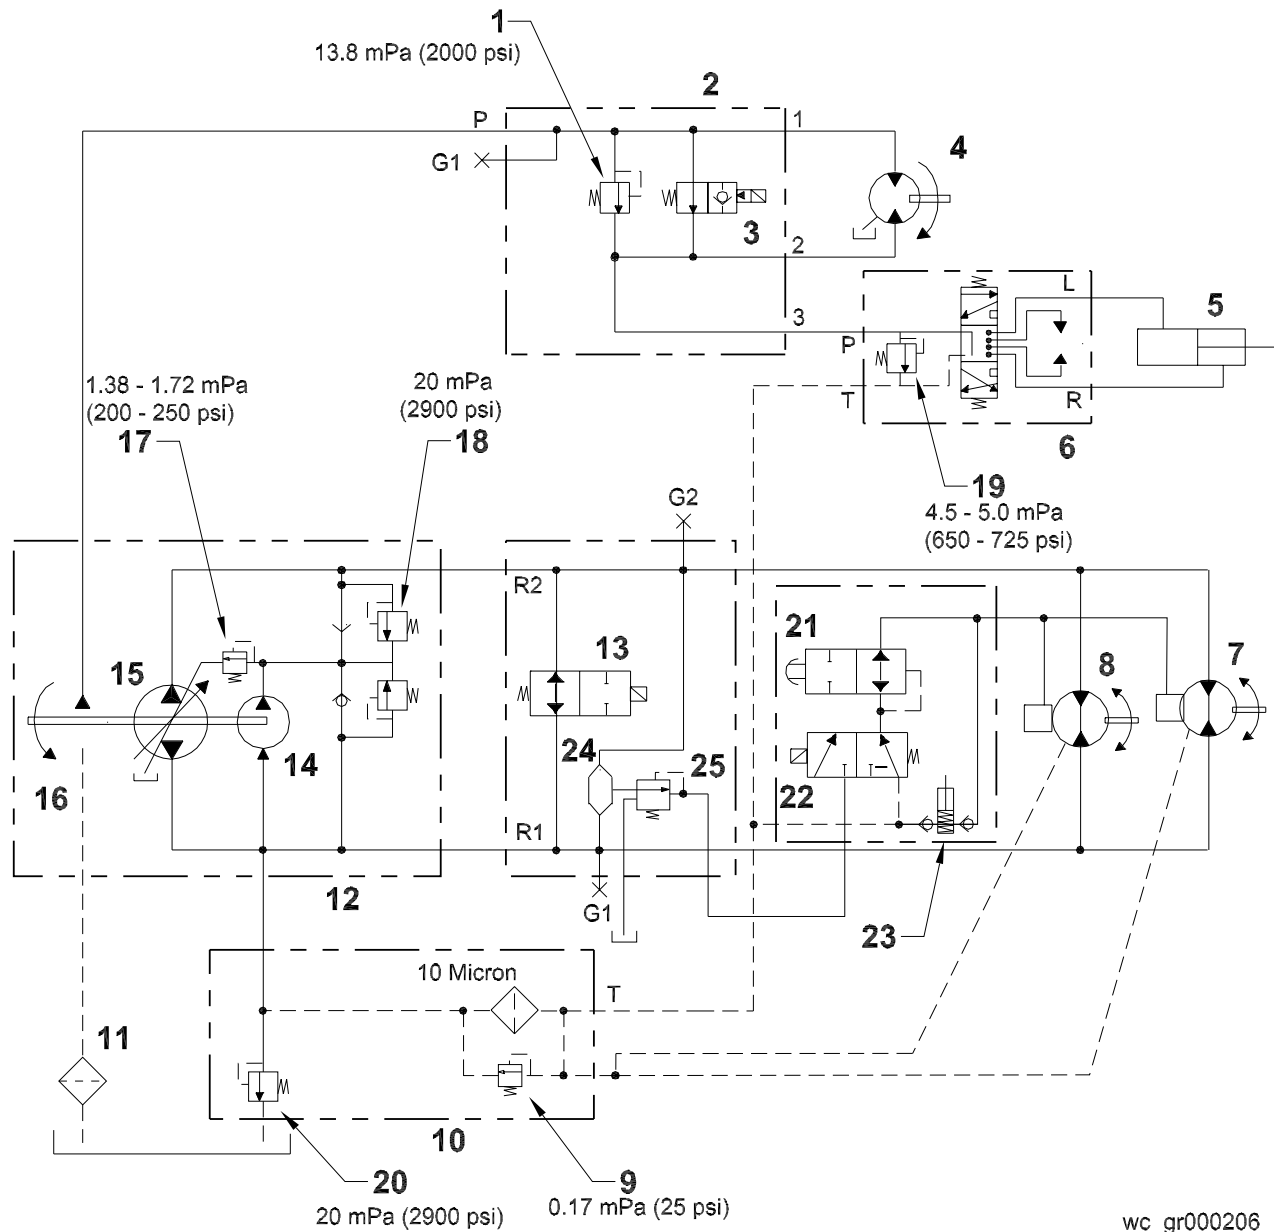 1
13.8 mPa (2000 psi)
2
P
1
G1
4
3
2
L
5
3
P
1.38 - 1.72 mPa
(200 - 250 psi)
20 mPa
(2900 psi)
T
R
17
18
6
19
G2
4.5 - 5.0 mPa
(650 - 725 psi)
R2
21
15
13
8
7
14
24
25
16
22
R1
12
G1
23
10 Micron
T
11
10
20
9
20 mPa (2900 psi)
0.17 mPa (25 psi)
wc_gr000206